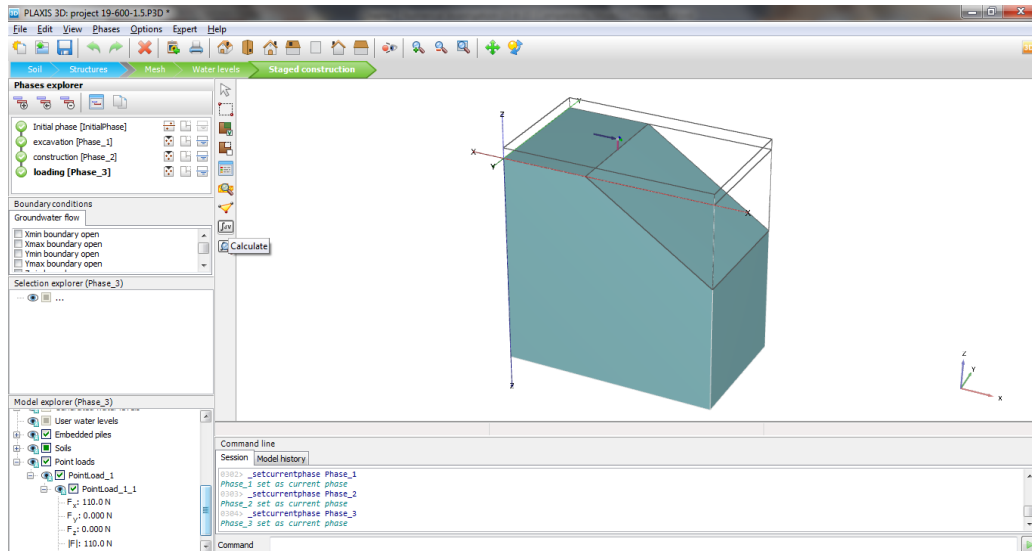 PLAXIS 3D: project 19-600-1.5.P3D *
File Edit View Phases Options Expert Help
Soil Structures Mesh Water levels Staged construction
Phases explorer
Initial phase [InitialPhase]
excavation [Phase_1]
construction [Phase_2]
loading [Phase_3]
Boundary conditions
Groundwater flow
Xmin boundary open
Xmax boundary open
Ymin boundary open
Ymax boundary open
Selection explorer (Phase_3)
...
Calculate
Z
Y
X
Y
X
Z
Z
Y
X
Model explorer (Phase_3)
User water levels
Embedded piles
Soils
Point loads
PointLoad_1
PointLoad_1_1
Fx: 110.0 N
Fy: 0.000 N
Fz: 0.000 N
|F|: 110.0 N
Command line
Session Model history
0302> _setcurrentphase Phase_1
Phase_1 set as current phase
0303> _setcurrentphase Phase_2
Phase_2 set as current phase
0304> _setcurrentphase Phase_3
Phase_3 set as current phase
Command